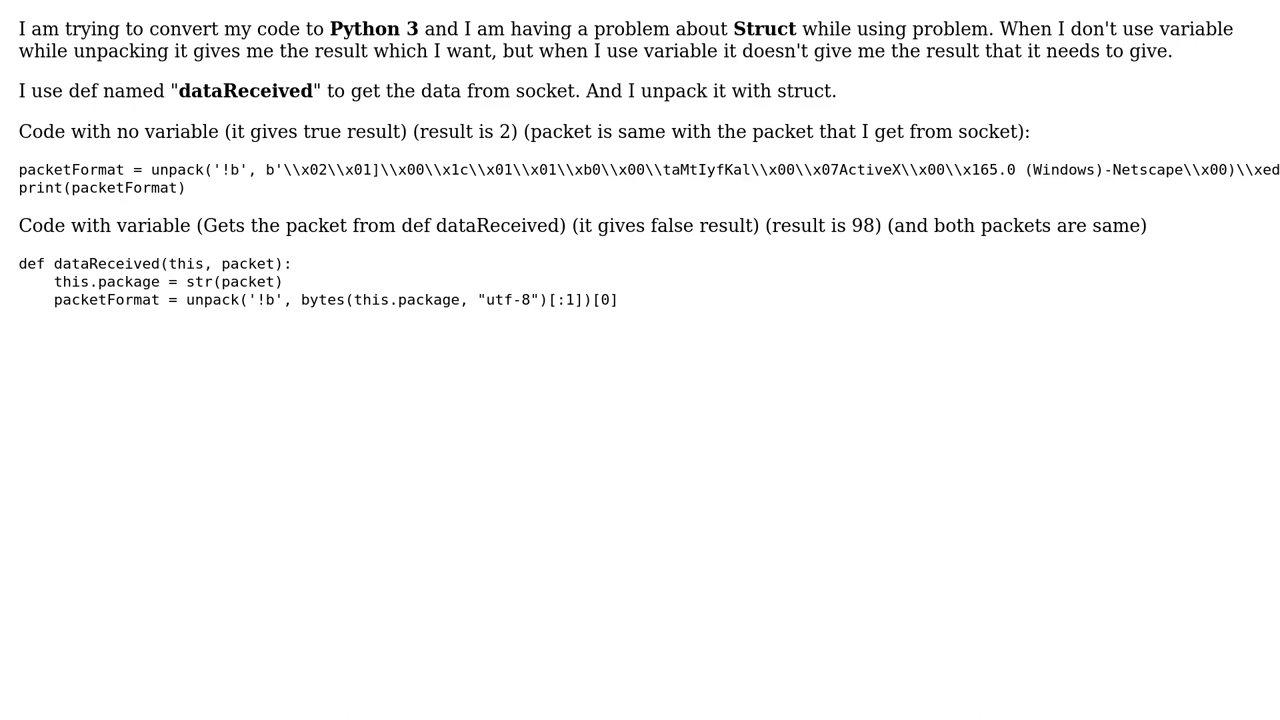 I am trying to convert my code to Python 3 and I am having a problem about Struct while using problem. When I don't use variable
while unpacking it gives me the result which I want, but when I use variable it doesn't give me the result that it needs to give.
I use def named "dataReceived" to get the data from socket. And I unpack it with struct.
Code with no variable (it gives true result) (result is 2) (packet is same with the packet that I get from socket):
packetFormat = unpack('!b', b'\\x02\\x01]\\x00\\x1c\\x01\\x01\\xb0\\x00\\taMtIyfKal\\x00\\x07ActiveX\\x00\\x165.0 (Windows)-Netscape\\x00)\\xed
print(packetFormat)
Code with variable (Gets the packet from def dataReceived) (it gives false result) (result is 98) (and both packets are same)
def dataReceived(this, packet):
    this.package = str(packet)
    packetFormat = unpack('!b', bytes(this.package, "utf-8")[:1])[0]